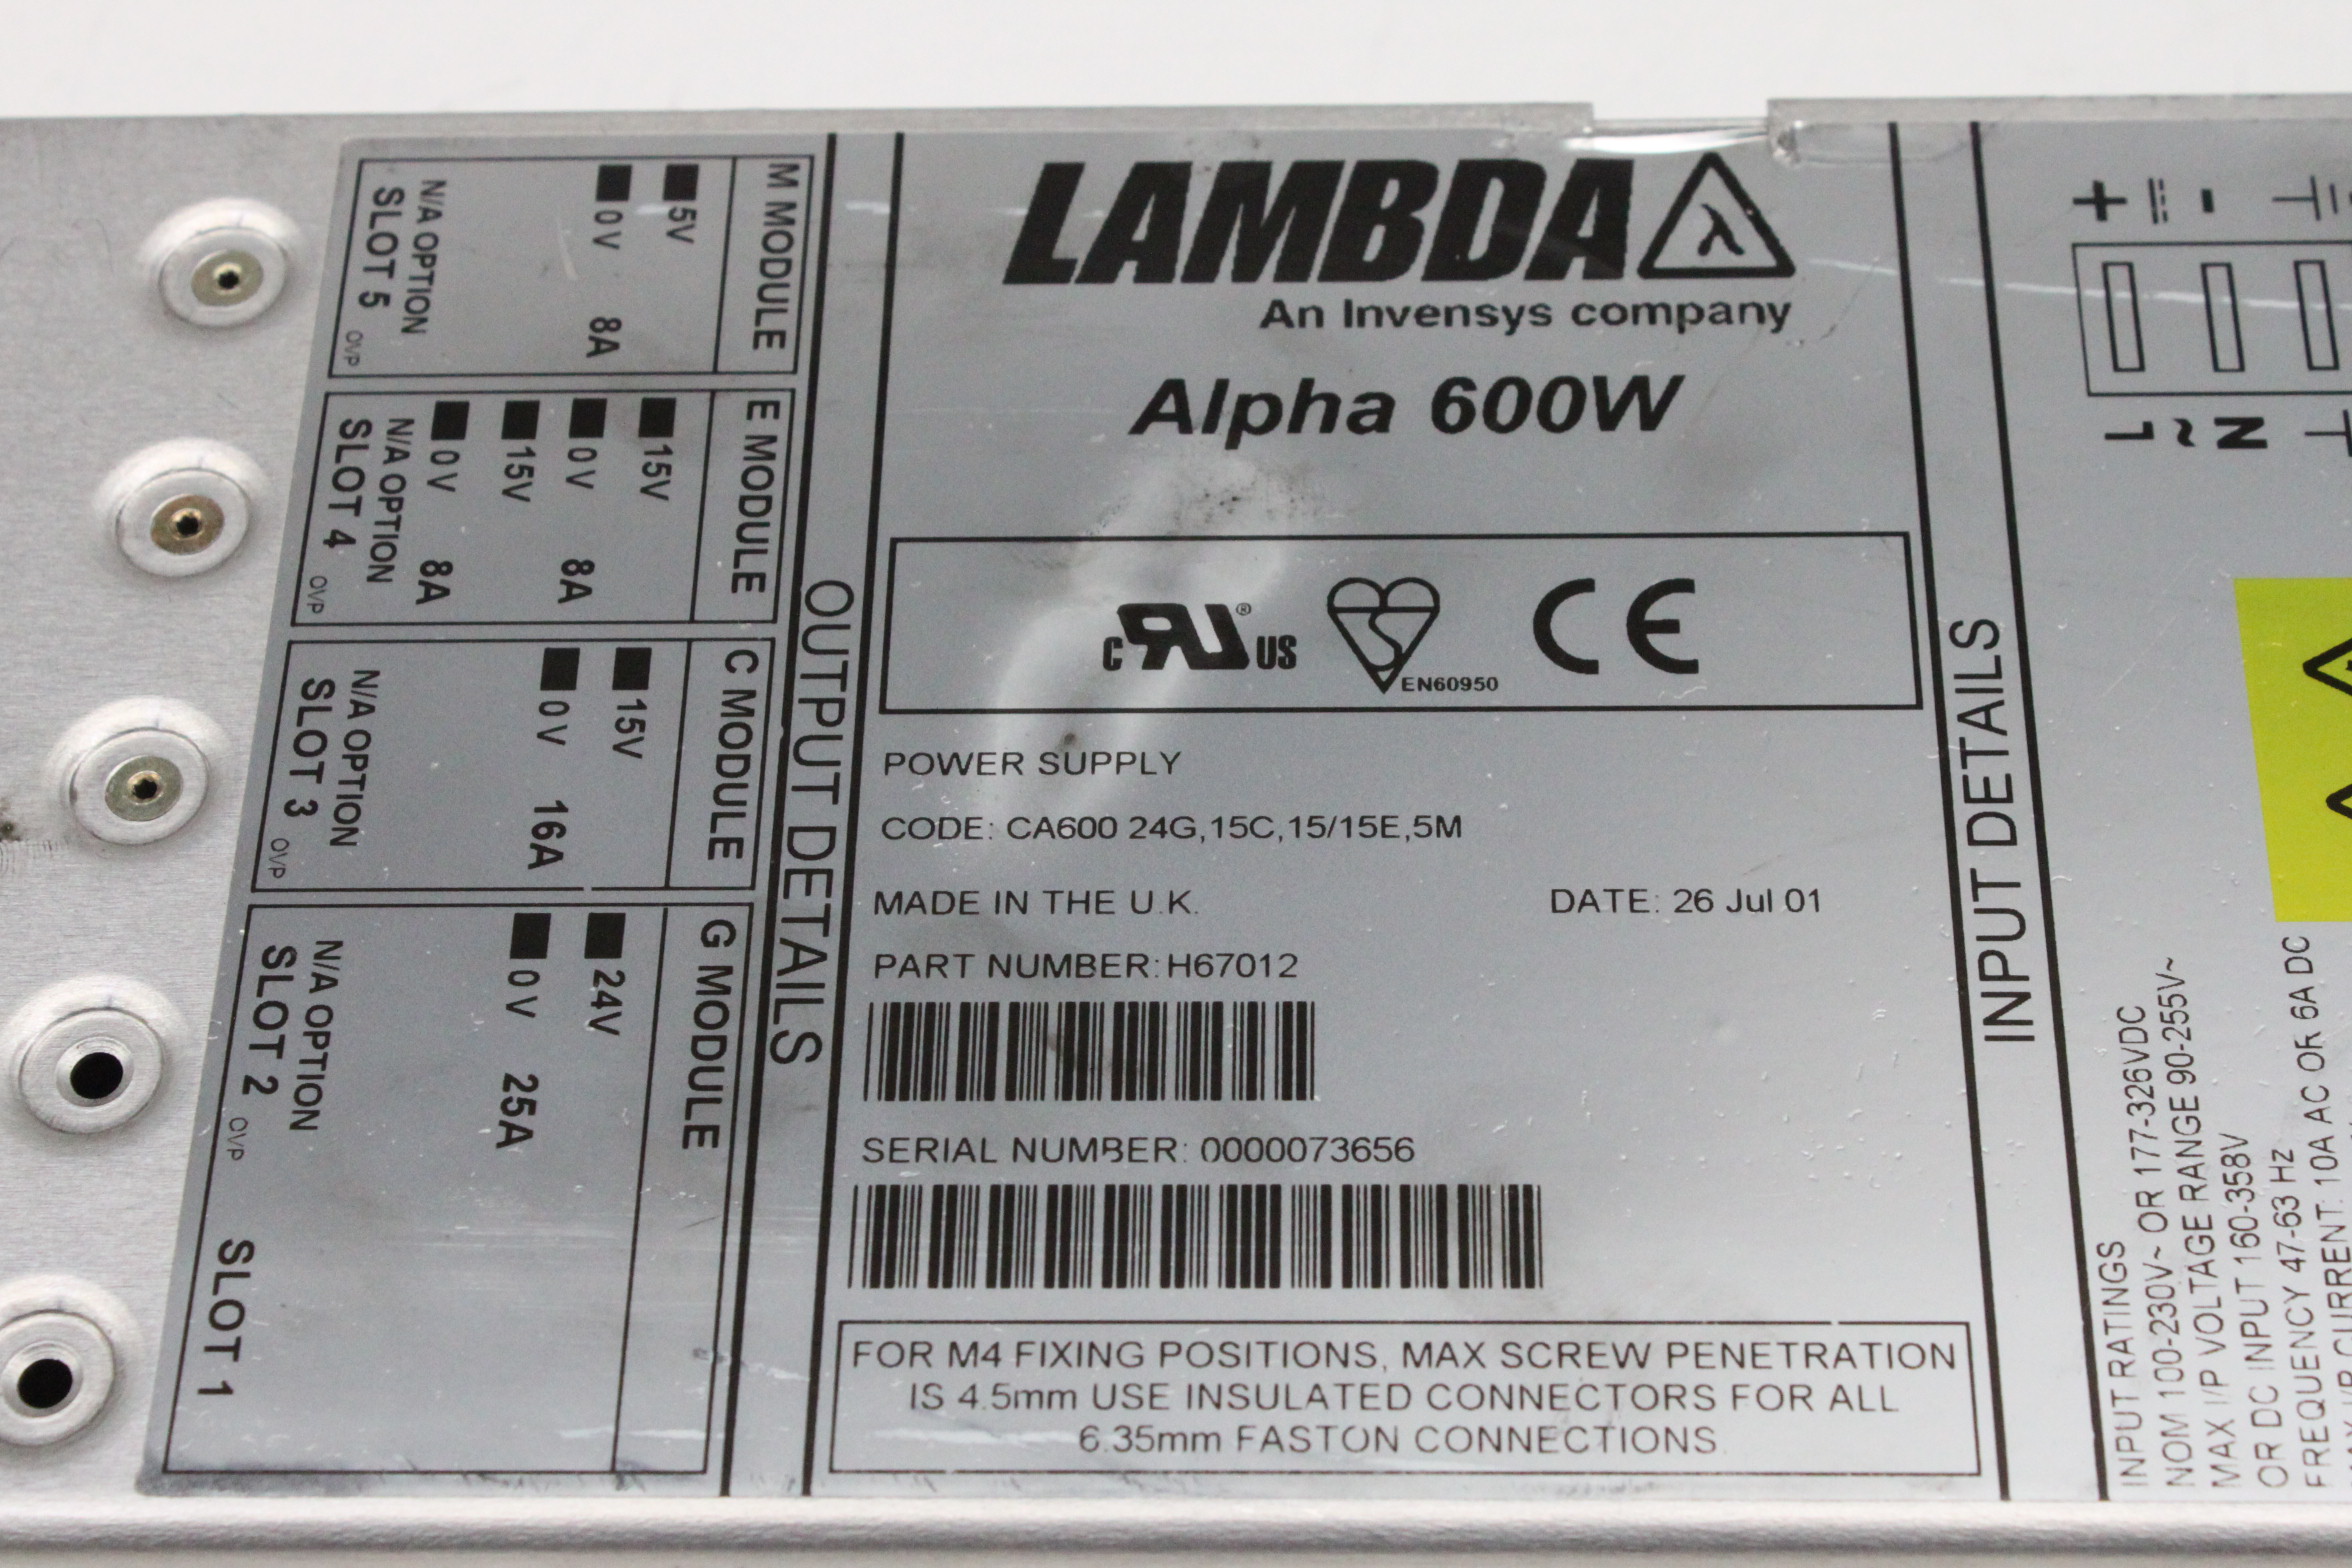 M MODULE
5V
0V 8A
N/A OPTION
SLOT 5 OVP
E MODULE
15V
0V 8A
15V
0V 8A
N/A OPTION
SLOT 4 OVP
C MODULE
15V
0V 16A
N/A OPTION
SLOT 3 OVP
G MODULE
24V
0V 25A
N/A OPTION
SLOT 2 OVP
SLOT 1
OUTPUT DETAILS
LAMBDA λ
An Invensys company
Alpha 600W
c RU ® US EN60950 CE
POWER SUPPLY
CODE: CA600 24G,15C,15/15E,5M
MADE IN THE U.K. DATE: 26 Jul 01
PART NUMBER: H67012
SERIAL NUMBER: 0000073656
FOR M4 FIXING POSITIONS, MAX SCREW PENETRATION
IS 4.5mm USE INSULATED CONNECTORS FOR ALL
6.35mm FASTON CONNECTIONS
INPUT DETAILS
+ -
L ~ N
INPUT RATINGS
NOM 100-230V~ OR 177-326VDC
MAX I/P VOLTAGE RANGE 90-255V~
OR DC INPUT 160-358V
FREQUENCY 47-63 HZ
CURRENT: 10A AC OR 6A DC